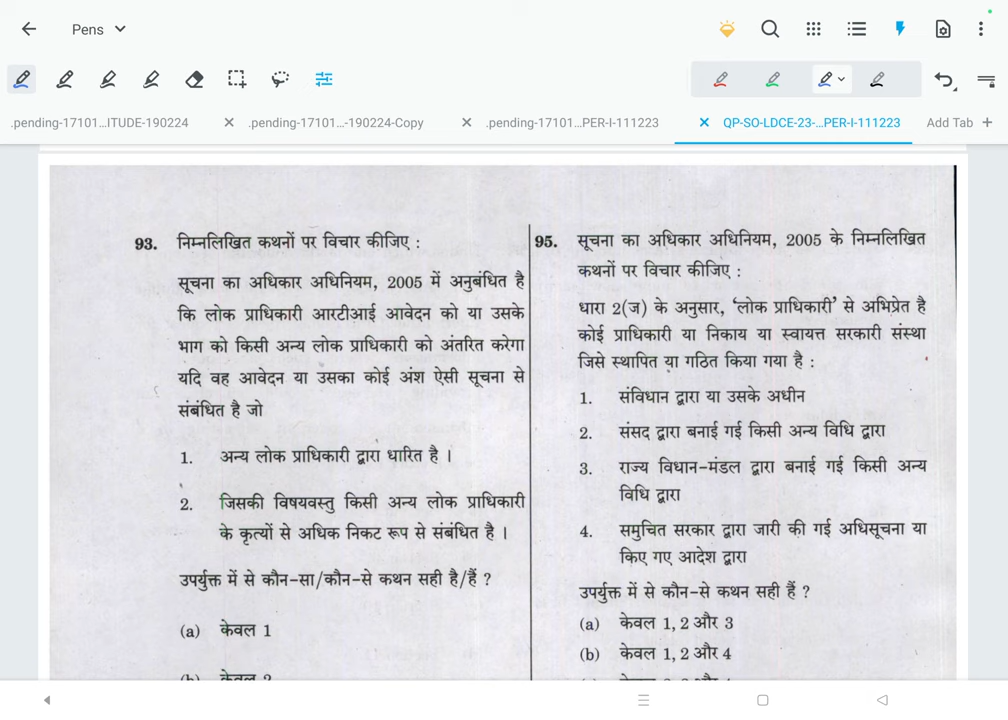 Pens
.pending-17101...ITUDE-190224
.pending-17101...-190224-Copy
.pending-17101...PER-I-111223
QP-SO-LDCE-23-...PER-I-111223
Add Tab
93. निम्नलिखित कथनों पर विचार कीजिए :
सूचना का अधिकार अधिनियम, 2005 में अनुबंधित है
कि लोक प्राधिकारी आरटीआई आवेदन को या उसके
भाग को किसी अन्य लोक प्राधिकारी को अंतरित करेगा
यदि वह आवेदन या उसका कोई अंश ऐसी सूचना से
संबंधित है जो
1. अन्य लोक प्राधिकारी द्वारा धारित है ।
2. जिसकी विषयवस्तु किसी अन्य लोक प्राधिकारी
के कृत्यों से अधिक निकट रूप से संबंधित है ।
उपर्युक्त में से कौन-सा/कौन-से कथन सही है/हैं ?
(a) केवल 1
(b) केवल 2
95. सूचना का अधिकार अधिनियम, 2005 के निम्नलिखित
कथनों पर विचार कीजिए :
धारा 2(ज) के अनुसार, ‘लोक प्राधिकारी’ से अभिप्रेत है
कोई प्राधिकारी या निकाय या स्वायत्त सरकारी संस्था
जिसे स्थापित या गठित किया गया है :
1. संविधान द्वारा या उसके अधीन
2. संसद द्वारा बनाई गई किसी अन्य विधि द्वारा
3. राज्य विधान-मंडल द्वारा बनाई गई किसी अन्य
विधि द्वारा
4. समुचित सरकार द्वारा जारी की गई अधिसूचना या
किए गए आदेश द्वारा
उपर्युक्त में से कौन-से कथन सही हैं ?
(a) केवल 1, 2 और 3
(b) केवल 1, 2 और 4